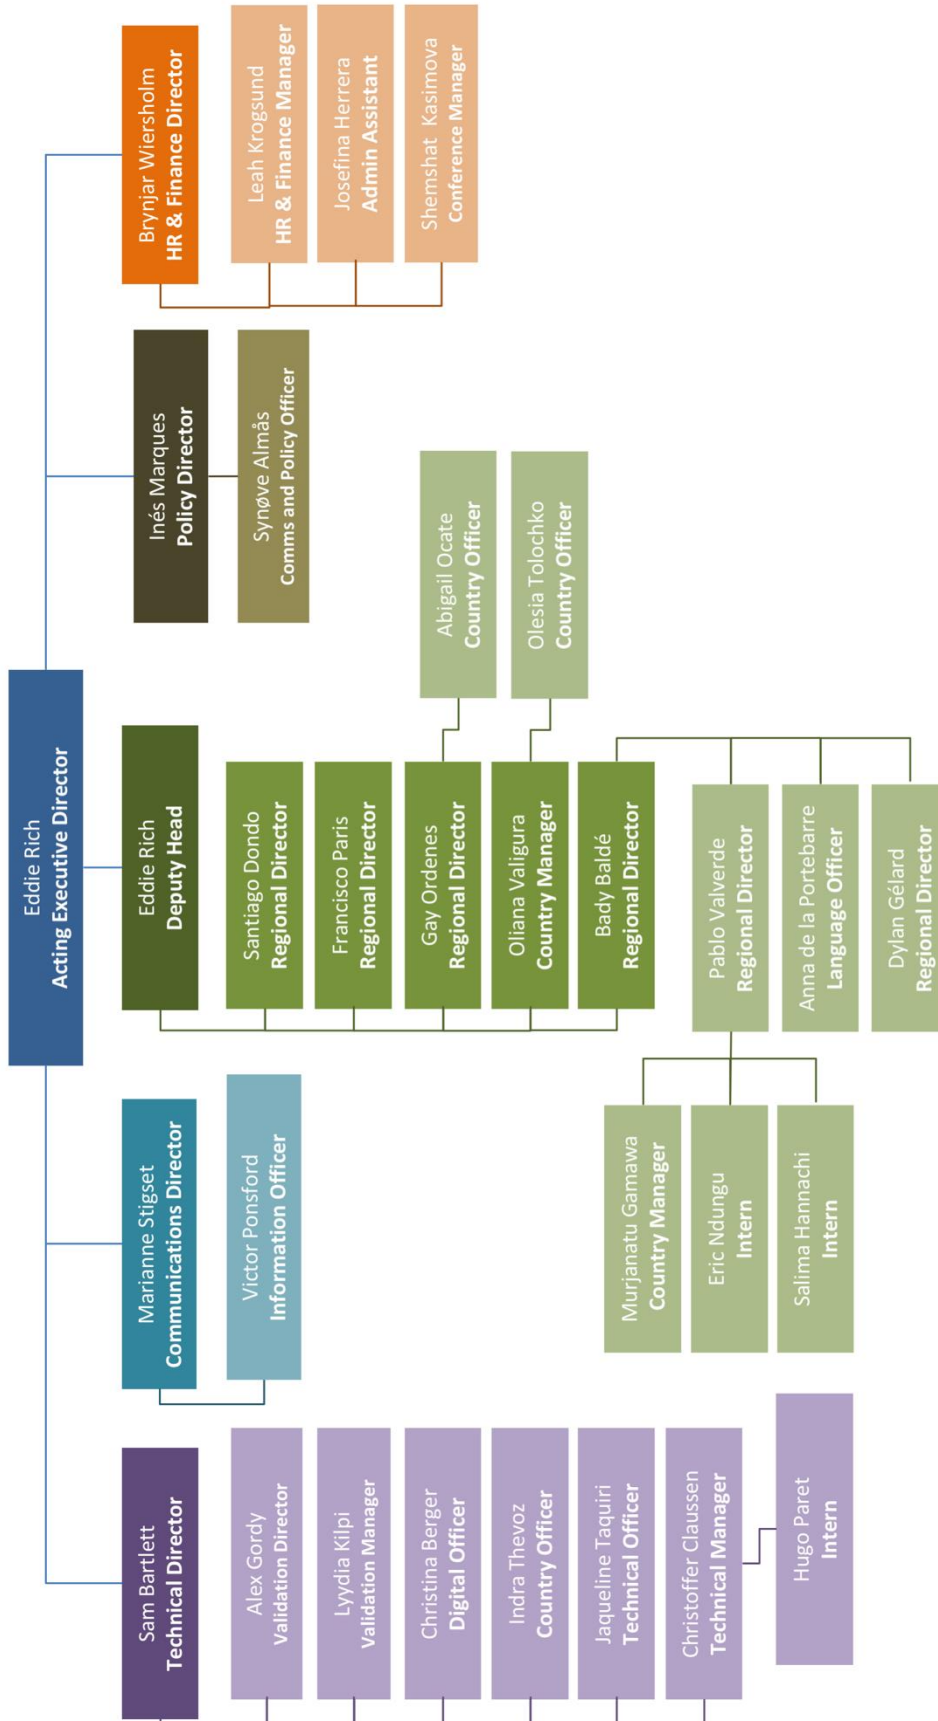 Eddie Rich
Acting Executive Director
Sam Bartlett
Technical Director
Alex Gordy
Validation Director
Lyydia Kilpi
Validation Manager
Christina Berger
Digital Officer
Indra Thevoz
Country Officer
Jaqueline Taquiri
Technical Officer
Christoffer Claussen
Technical Manager
Hugo Paret
Intern
Marianne Stigset
Communications Director
Victor Ponsford
Information Officer
Eddie Rich
Deputy Head
Santiago Dondo
Regional Director
Francisco Paris
Regional Director
Gay Ordenes
Regional Director
Abigail Ocate
Country Officer
Oliana Valigura
Country Manager
Olesia Tolochko
Country Officer
Bady Baldé
Regional Director
Pablo Valverde
Regional Director
Murjanatu Gamawa
Country Manager
Eric Ndungu
Intern
Salima Hannachi
Intern
Anna de la Portebarre
Language Officer
Dylan Gélard
Regional Director
Inés Marques
Policy Director
Synøve Almås
Comms and Policy Officer
Brynjar Wiersholm
HR & Finance Director
Leah Krogsund
HR & Finance Manager
Josefina Herrera
Admin Assistant
Shemshat Kasimova
Conference Manager